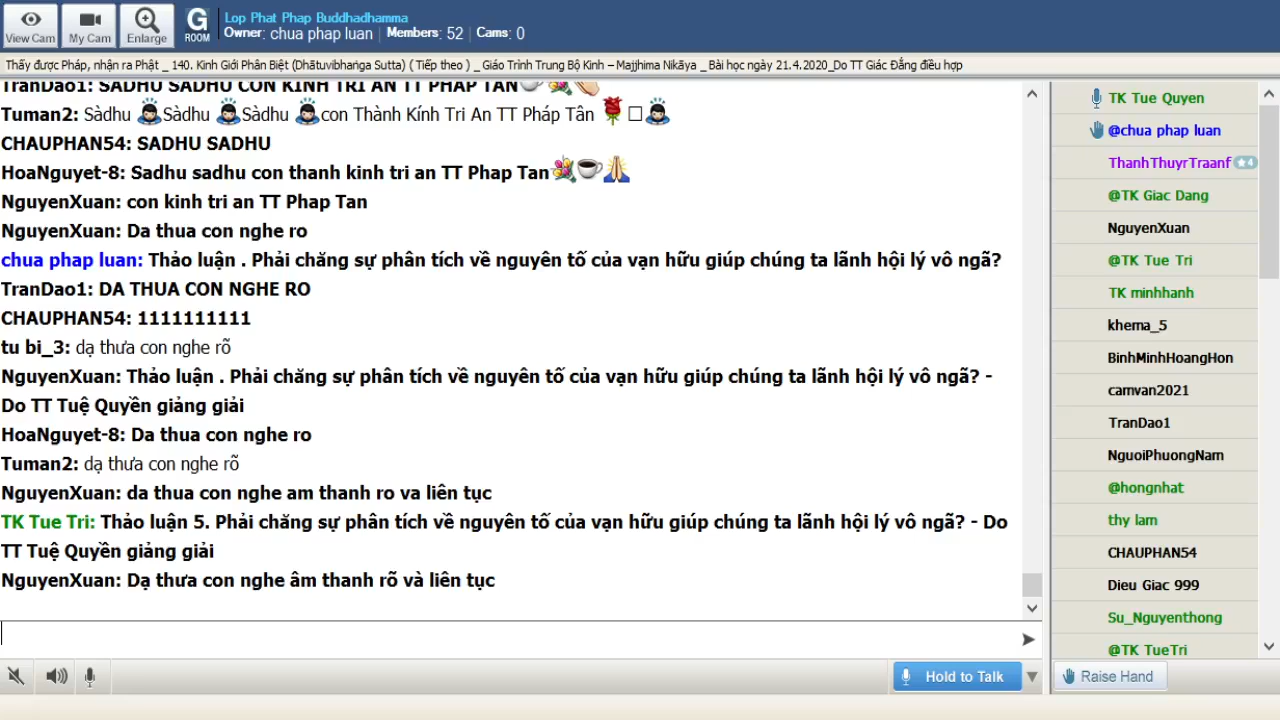 View Cam
My Cam
Enlarge
G
ROOM
Lop Phat Phap Buddhadhamma
Owner: chua phap luan | Members: 52 | Cams: 0
Thấy được Pháp, nhận ra Phật _ 140. Kinh Giới Phân Biệt (Dhātuvibhaṅga Sutta) ( Tiếp theo ) _ Giáo Trình Trung Bộ Kinh – Majjhima Nikāya _ Bài học ngày 21.4.2020_Do TT Giác Đẳng điều hợp
TranDao1: SADHU SADHU CON KINH TRI AN TT PHAP TAN
Tuman2: Sàdhu Sàdhu Sàdhu con Thành Kính Tri An TT Pháp Tân
CHAUPHAN54: SADHU SADHU
HoaNguyet-8: Sadhu sadhu con thanh kinh tri an TT Phap Tan
NguyenXuan: con kinh tri an TT Phap Tan
NguyenXuan: Da thua con nghe ro
chua phap luan: Thảo luận . Phải chăng sự phân tích về nguyên tố của vạn hữu giúp chúng ta lãnh hội lý vô ngã?
TranDao1: DA THUA CON NGHE RO
CHAUPHAN54: 1111111111
tu bi_3: dạ thưa con nghe rõ
NguyenXuan: Thảo luận . Phải chăng sự phân tích về nguyên tố của vạn hữu giúp chúng ta lãnh hội lý vô ngã? -
Do TT Tuệ Quyền giảng giải
HoaNguyet-8: Da thua con nghe ro
Tuman2: dạ thưa con nghe rõ
NguyenXuan: da thua con nghe am thanh ro va liên tục
TK Tue Tri: Thảo luận 5. Phải chăng sự phân tích về nguyên tố của vạn hữu giúp chúng ta lãnh hội lý vô ngã? - Do
TT Tuệ Quyền giảng giải
NguyenXuan: Dạ thưa con nghe âm thanh rõ và liên tục
Hold to Talk
TK Tue Quyen
@chua phap luan
ThanhThuyrTraanf ★4
@TK Giac Dang
NguyenXuan
@TK Tue Tri
TK minhhanh
khema_5
BinhMinhHoangHon
camvan2021
TranDao1
NguoiPhuongNam
@hongnhat
thy lam
CHAUPHAN54
Dieu Giac 999
Su_Nguyenthong
@TK TueTri
Raise Hand